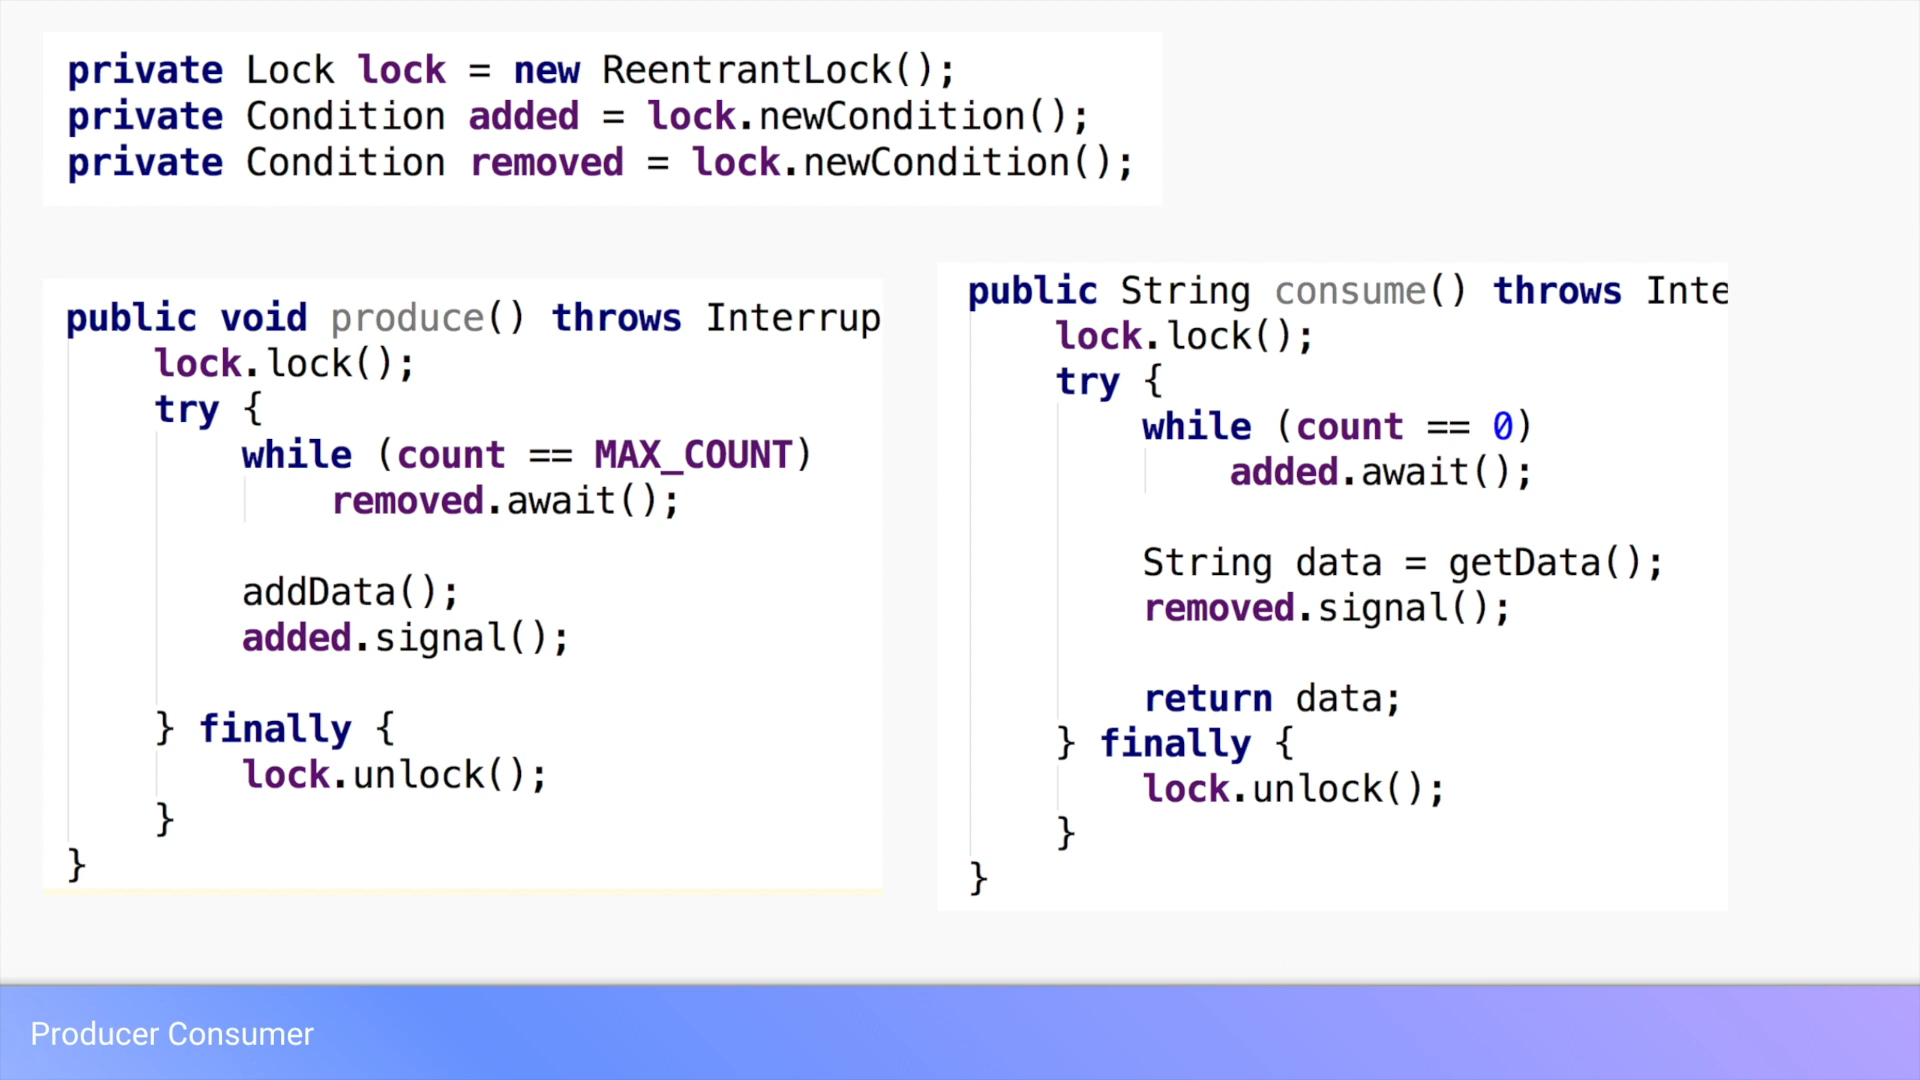 private Lock lock = new ReentrantLock();
private Condition added = lock.newCondition();
private Condition removed = lock.newCondition();
public void produce() throws Interrup
lock.lock();
try {
while (count == MAX_COUNT)
removed.await();
addData();
added.signal();
} finally {
lock.unlock();
}
}
public String consume() throws Inte
lock.lock();
try {
while (count == 0)
added.await();
String data = getData();
removed.signal();
return data;
} finally {
lock.unlock();
}
}
Producer Consumer